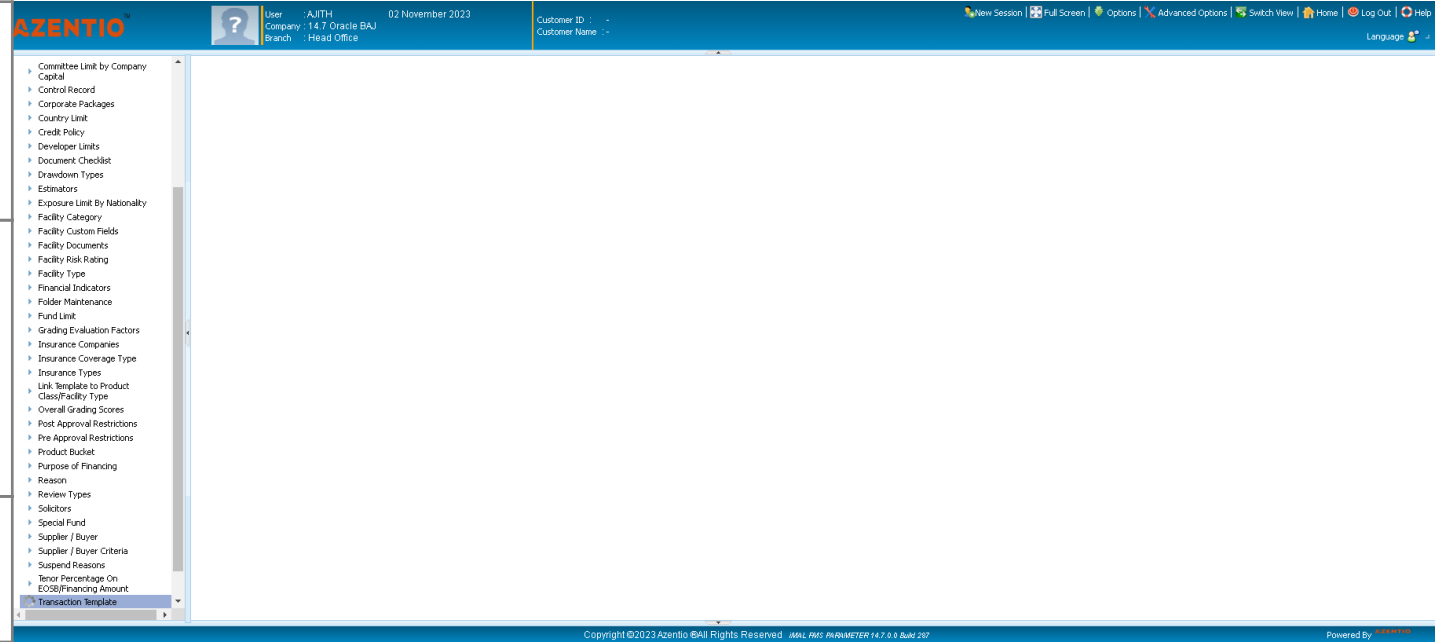 AZENTIO
User : AJITH 02 November 2023
Company : 14.7 Oracle BAJ
Branch : Head Office
Customer ID : -
Customer Name : -
New Session | Full Screen | Options | Advanced Options | Switch View | Home | Log Out | Help
Language
Committee Limit by Company
Capital
Control Record
Corporate Packages
Country Limit
Credit Policy
Developer Limits
Document Checklist
Drawdown Types
Estimators
Exposure Limit By Nationality
Facility Category
Facility Custom Fields
Facility Documents
Facility Risk Rating
Facility Type
Financial Indicators
Folder Maintenance
Fund Limit
Grading Evaluation Factors
Insurance Companies
Insurance Coverage Type
Insurance Types
Link Template to Product
Class/Facility Type
Overall Grading Scores
Post Approval Restrictions
Pre Approval Restrictions
Product Bucket
Purpose of Financing
Reason
Review Types
Solicitors
Special Fund
Supplier / Buyer
Supplier / Buyer Criteria
Suspend Reasons
Tenor Percentage On
EOSB/Financing Amount
Transaction Template
Copyright ©2023 Azentio ®All Rights Reserved iMAL FMS PARAMETER 14.7.0.0 Build 287
Powered By AZENTIO